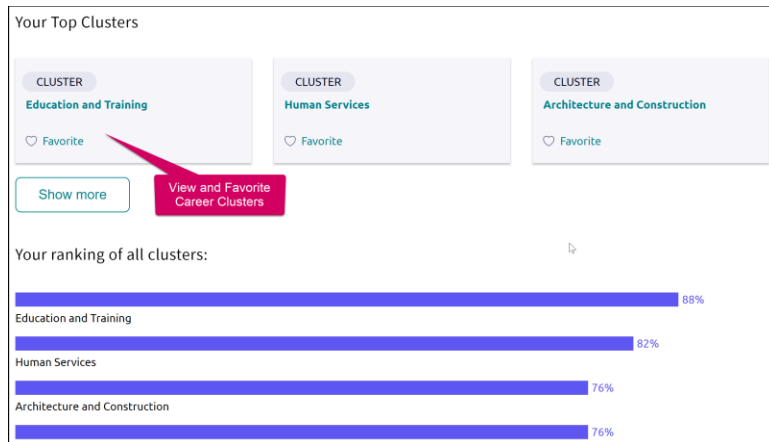 Your Top Clusters
CLUSTER
Education and Training
Favorite
CLUSTER
Human Services
Favorite
CLUSTER
Architecture and Construction
Favorite
Show more
View and Favorite
Career Clusters
Your ranking of all clusters:
88%
Education and Training
82%
Human Services
76%
Architecture and Construction
76%